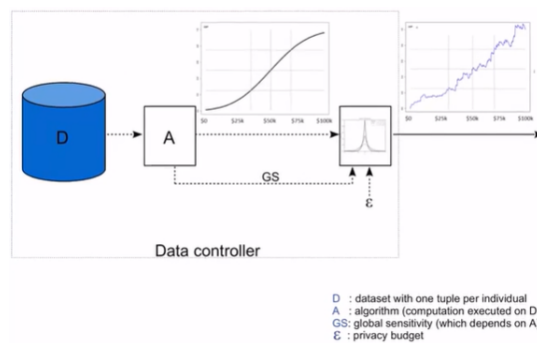 $0 $25k $50k $75k $100k
$0 $25k $50k $75k $100k
D
A
GS
ε
Data controller
D : dataset with one tuple per individual
A : algorithm (computation executed on D
GS: global sensitivity (which depends on A
ε : privacy budget